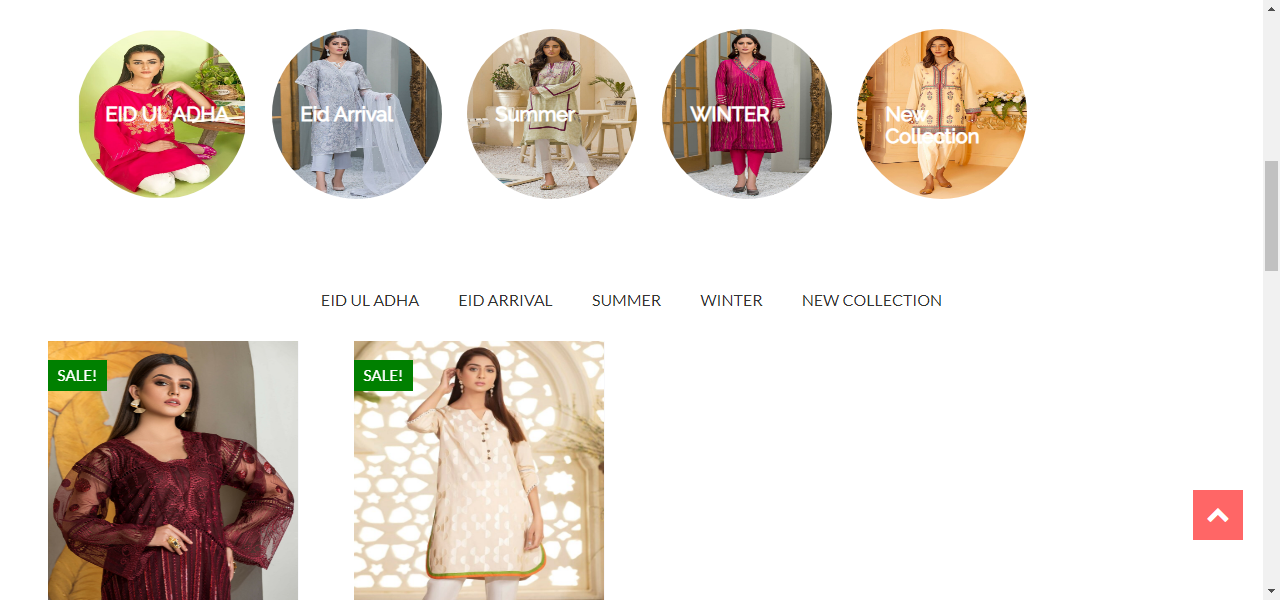 EID UL ADHA
Eid Arrival
Summer
WINTER
New
Collection
EID UL ADHA
EID ARRIVAL
SUMMER
WINTER
NEW COLLECTION
SALE!
SALE!